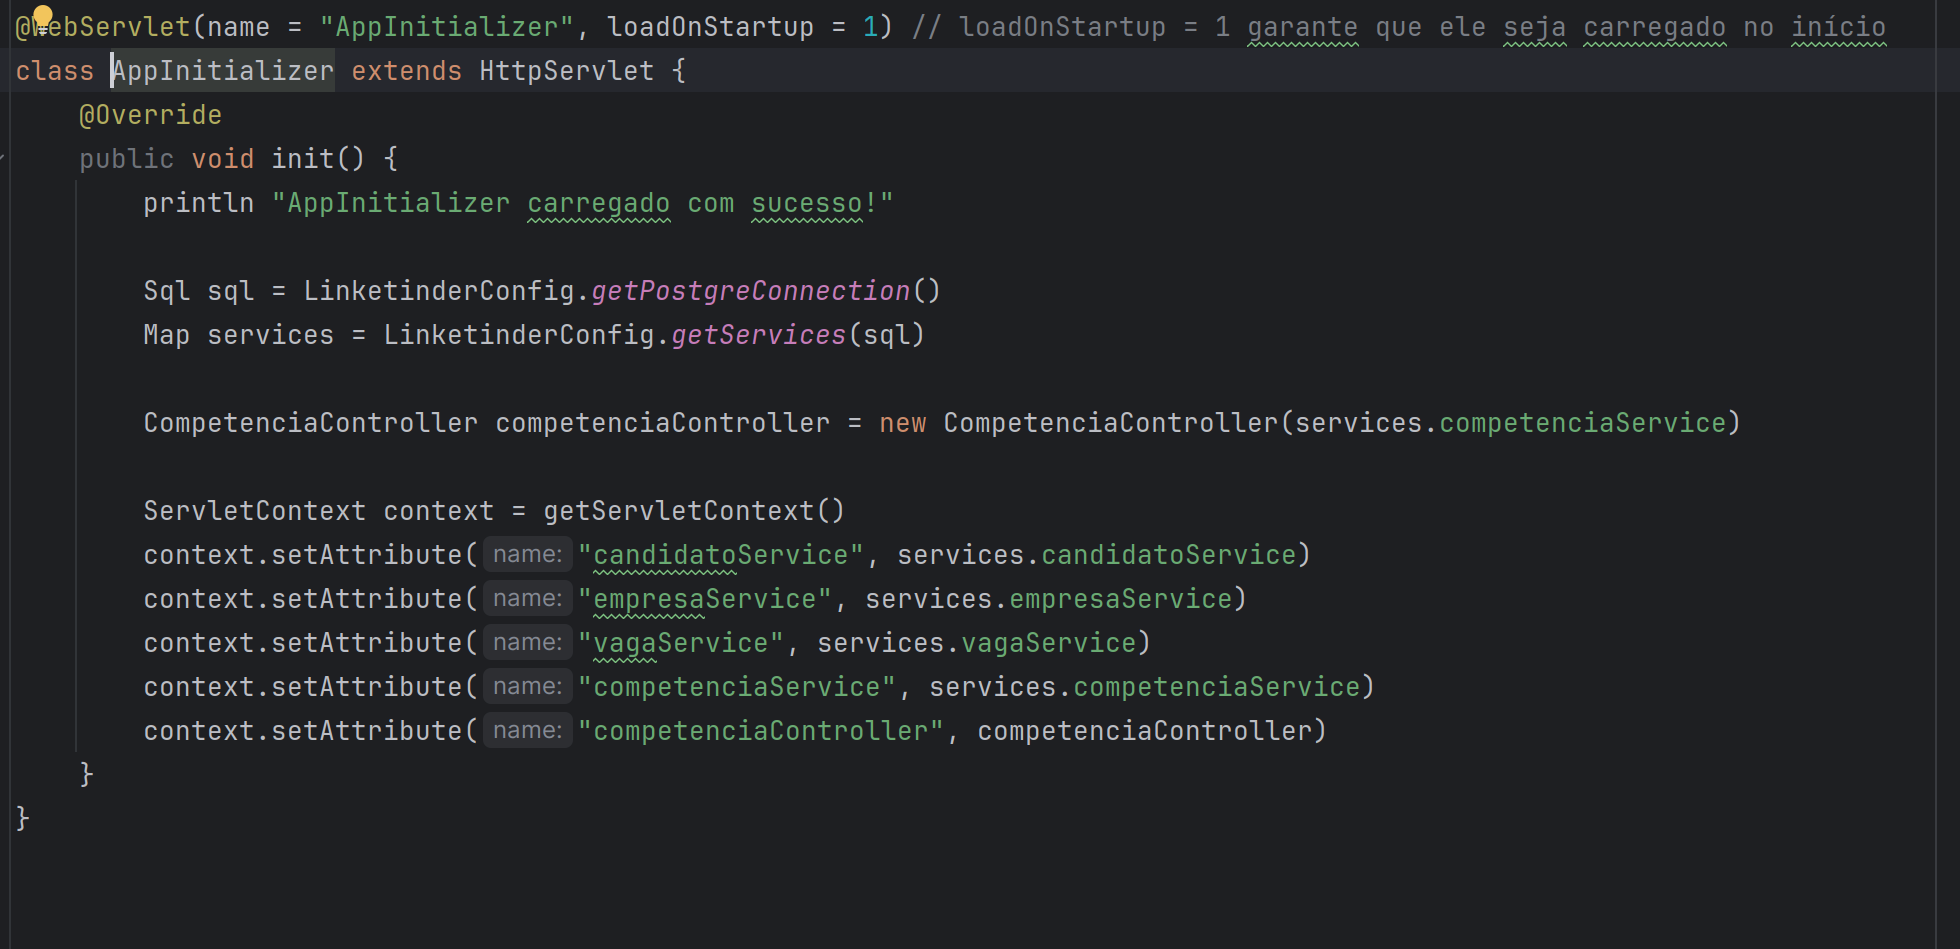 @WebServlet(name = "AppInitializer", loadOnStartup = 1) // loadOnStartup = 1 garante que ele seja carregado no início
class AppInitializer extends HttpServlet {
@Override
public void init() {
println "AppInitializer carregado com sucesso!"
Sql sql = LinketinderConfig.getPostgreConnection()
Map services = LinketinderConfig.getServices(sql)
CompetenciaController competenciaController = new CompetenciaController(services.competenciaService)
ServletContext context = getServletContext()
context.setAttribute( name: "candidatoService", services.candidatoService)
context.setAttribute( name: "empresaService", services.empresaService)
context.setAttribute( name: "vagaService", services.vagaService)
context.setAttribute( name: "competenciaService", services.competenciaService)
context.setAttribute( name: "competenciaController", competenciaController)
}
}